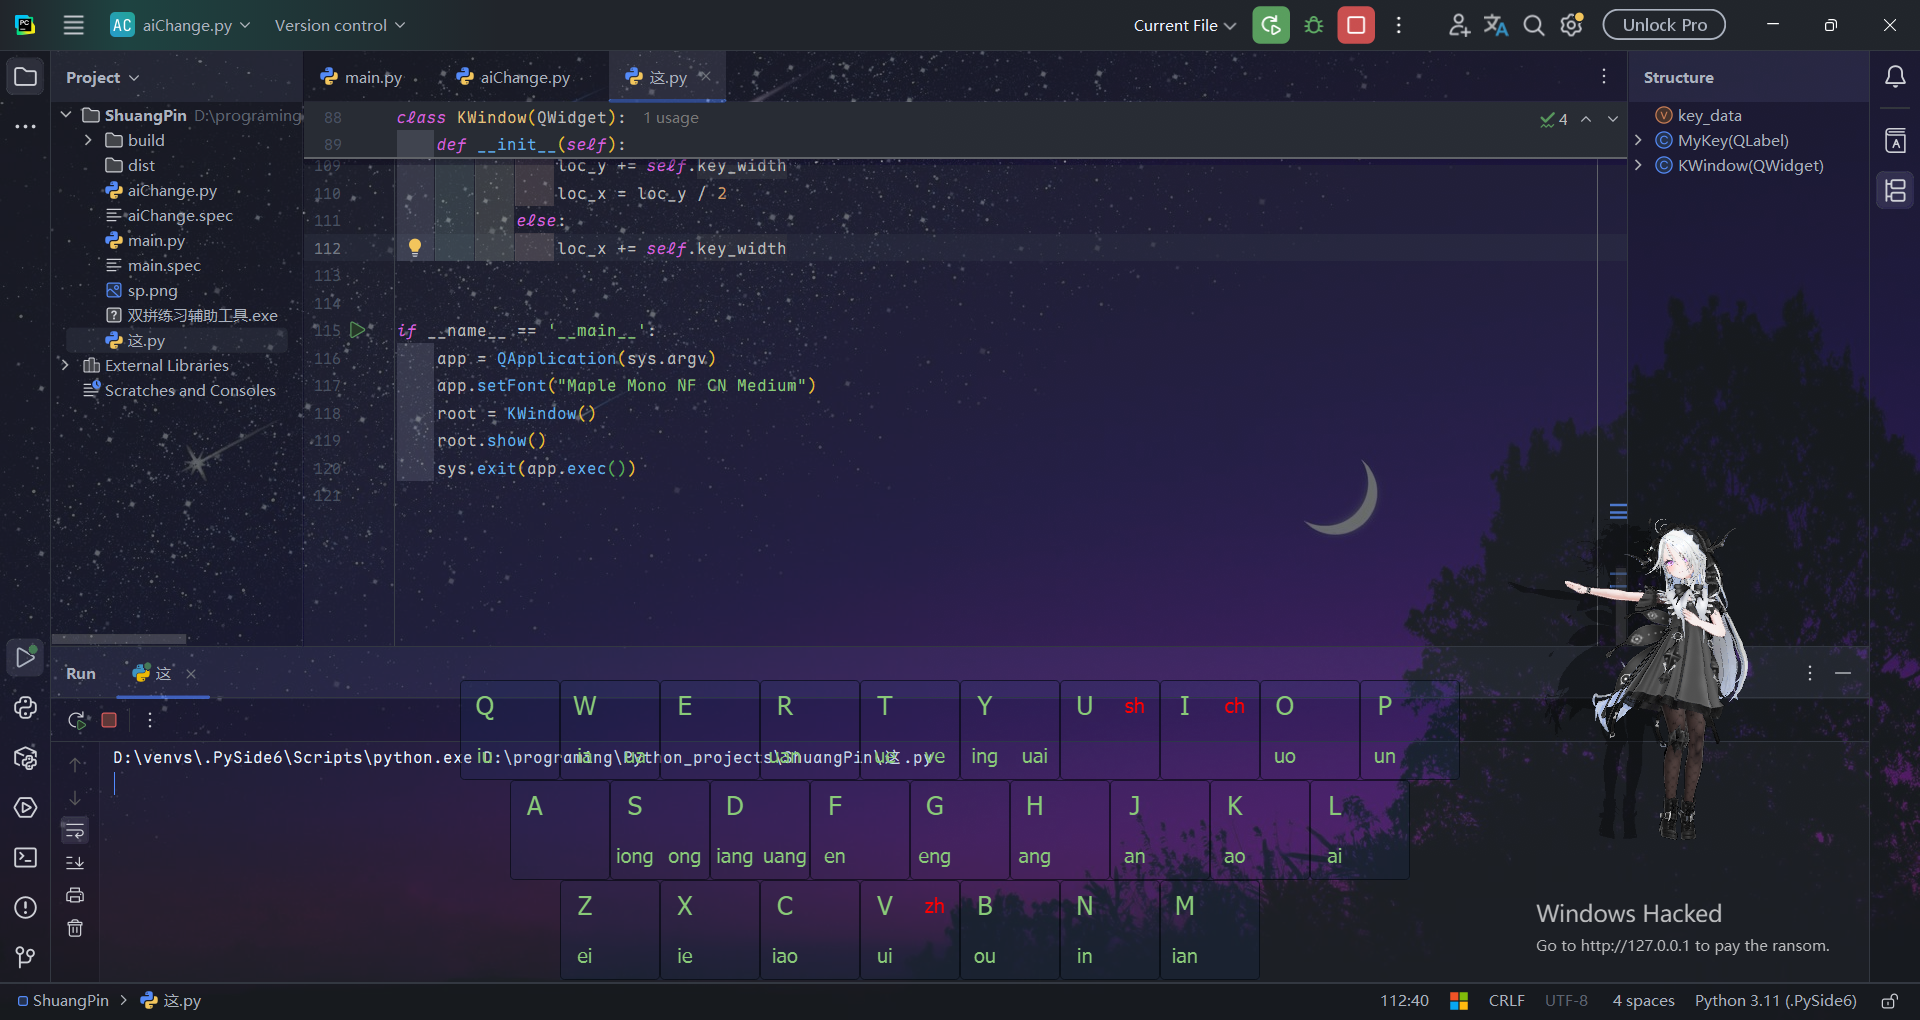 AC aiChange.py Version control Current File Unlock Pro
Project main.py aiChange.py 这.py Structure
ShuangPin D:\programing
build
dist
aiChange.py
aiChange.spec
main.py
main.spec
sp.png
双拼练习辅助工具.exe
这.py
External Libraries
Scratches and Consoles
88 class KWindow(QWidget): 1 usage
89 def __init__(self):
109 loc_y += self.key_width
110 loc_x = loc_y / 2
111 else:
112 loc_x += self.key_width
113
114
115 if __name__ == '__main__':
116 app = QApplication(sys.argv)
117 app.setFont("Maple Mono NF CN Medium")
118 root = KWindow()
119 root.show()
120 sys.exit(app.exec())
121
4
key_data
MyKey(QLabel)
KWindow(QWidget)
Run 这
D:\venvs\.PySide6\Scripts\python.exe D:\programing\python_projects\ShuangPin\这.py
Q W E R T Y U sh I ch O P
iu ia ua uan ue ve ing uai uo un
A S D F G H J K L
iong ong iang uang en eng ang an ao ai
Z X C V zh B N M
ei ie iao ui ou in ian
Windows Hacked
Go to http://127.0.0.1 to pay the ransom.
ShuangPin 这.py 112:40 CRLF UTF-8 4 spaces Python 3.11 (.PySide6)